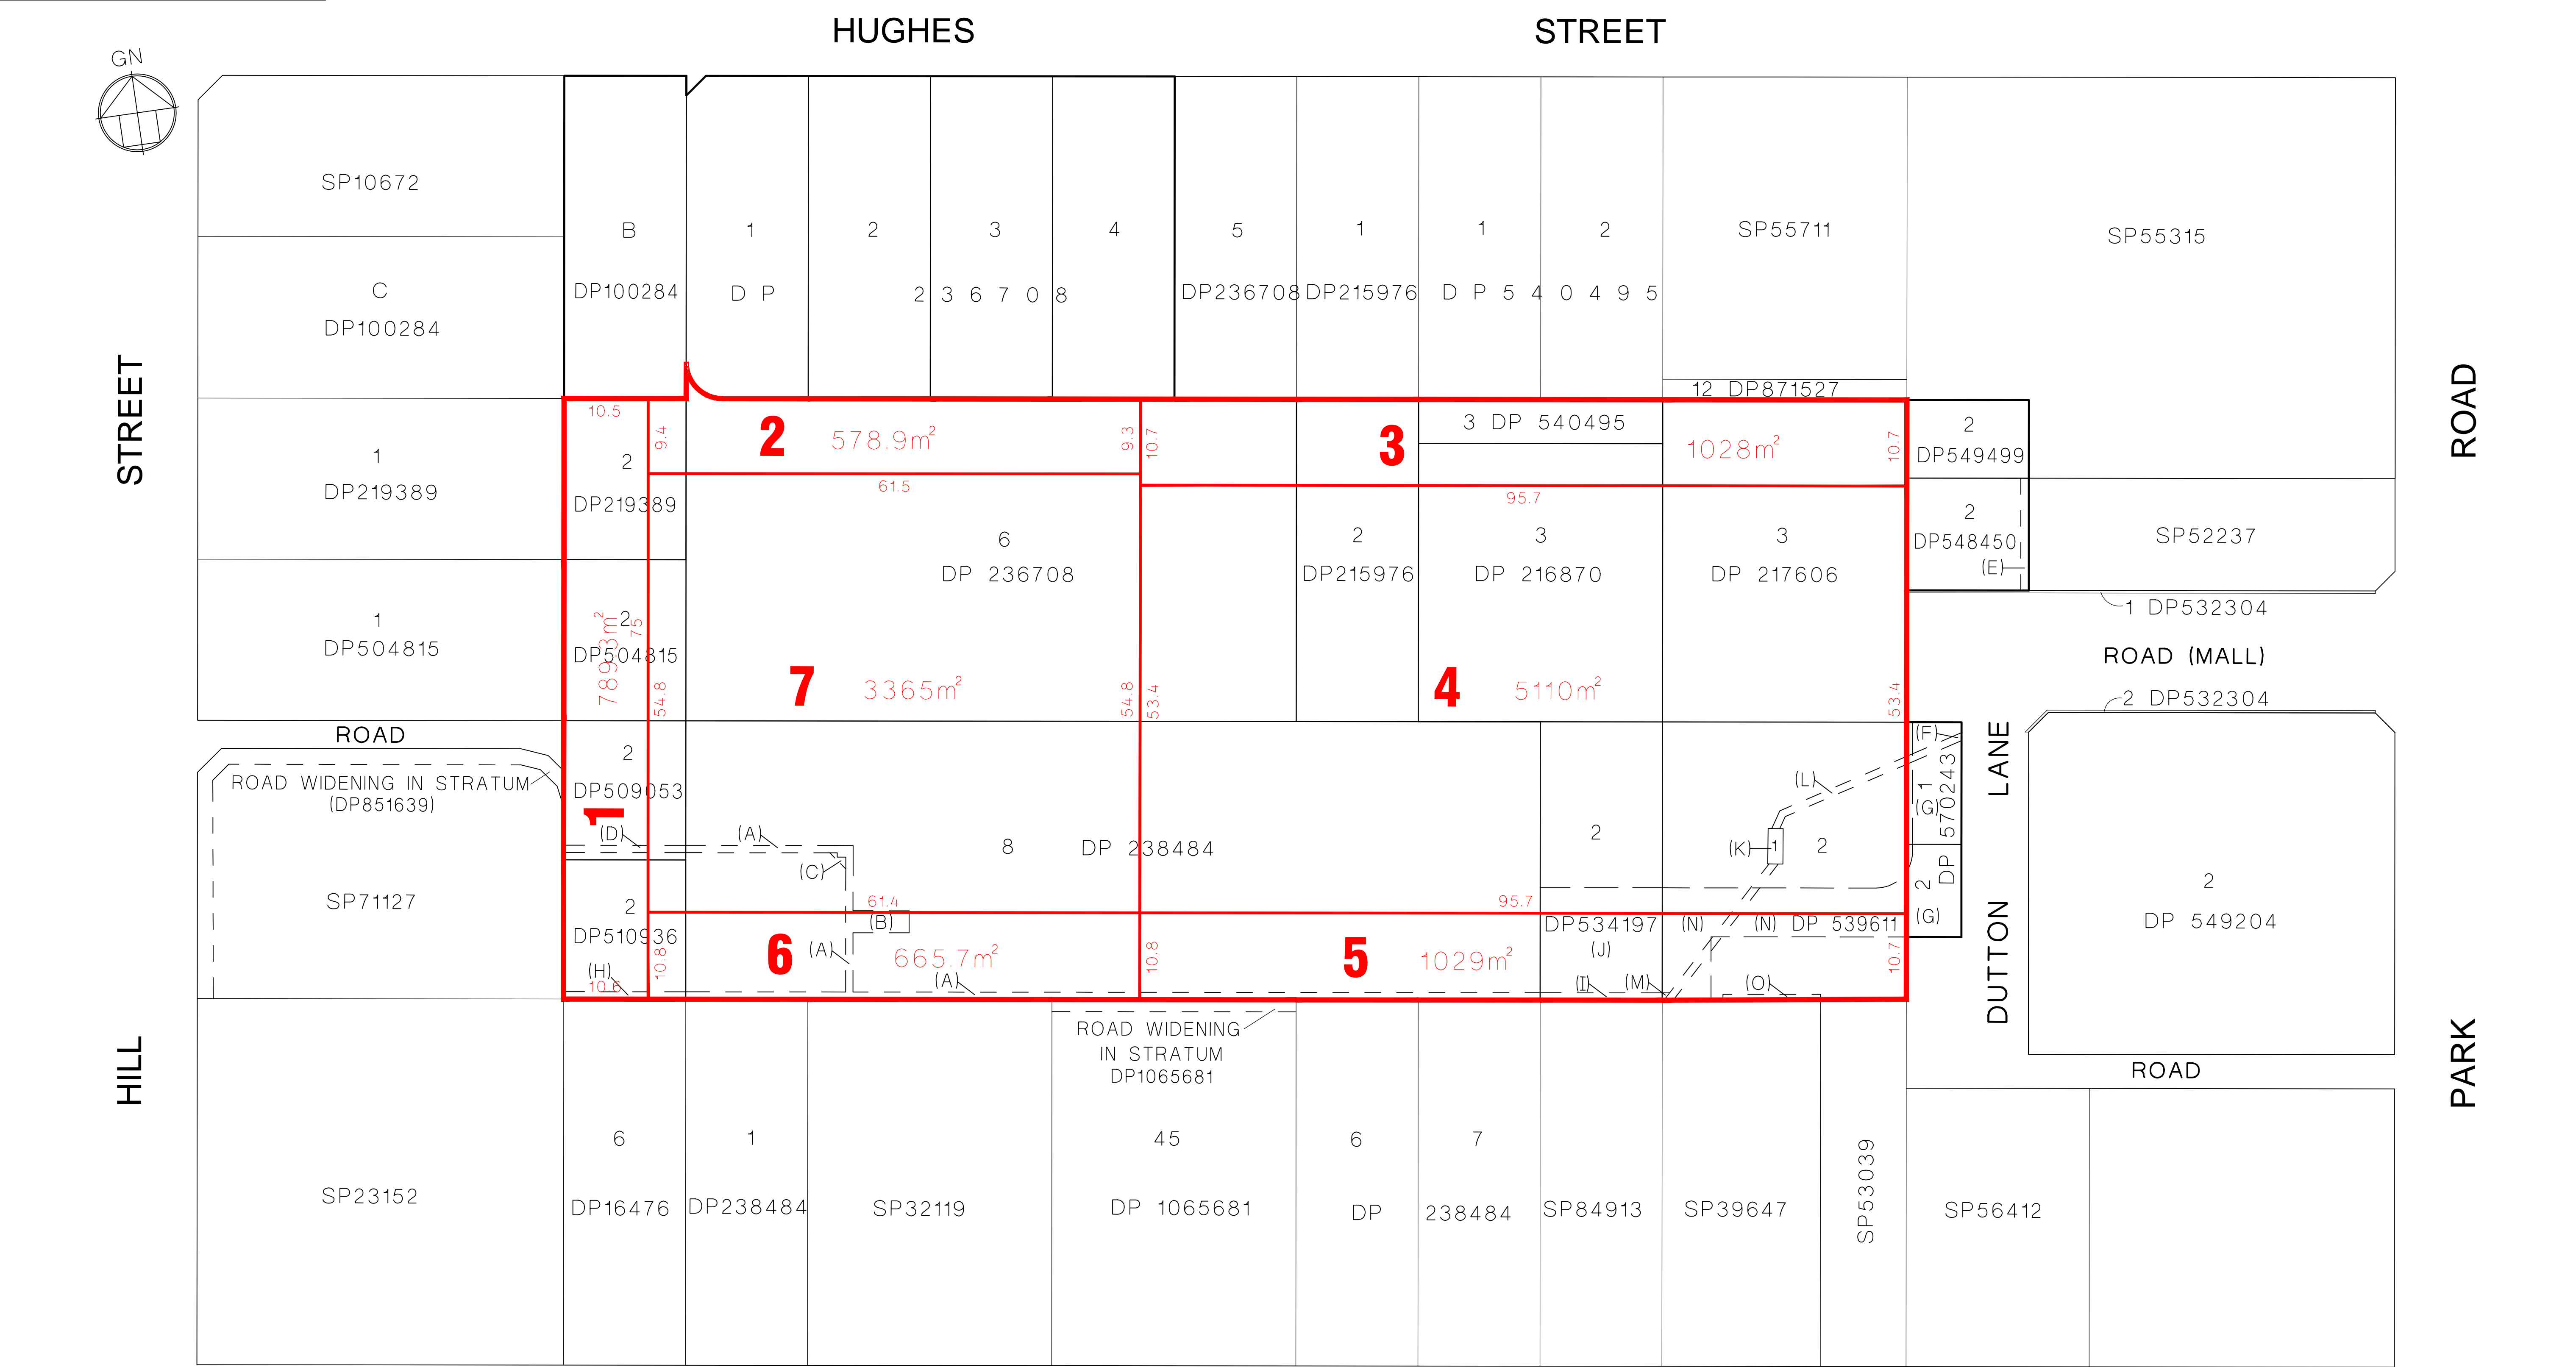 HUGHES STREET
GN
SP10672
B
1
2
3
4
5
1
1
2
SP55711
SP55315
C
DP100284
DP100284
D P 2 3 6 7 0 8
DP236708
DP215976
D P 5 4 0 4 9 5
STREET
ROAD
12 DP871527
10.5
9.4
2
578.9m²
9.3
10.7
3
3 DP 540495
1028m²
10.7
2
DP549499
1
DP219389
2
DP219389
61.5
95.7
6
DP 236708
2
DP215976
3
DP 216870
3
DP 217606
2
DP548450
(E)
SP52237
1 DP532304
1
DP504815
2
DP504815
789.3m²
75
54.8
7
3365m²
54.8
53.4
4
5110m²
53.4
ROAD (MALL)
2 DP532304
ROAD
ROAD WIDENING IN STRATUM
(DP851639)
2
DP509053
1
(D)
(A)
(C)
8
DP 238484
2
(L)
(K)
1
2
(F)
1
(G)
DP 570243
2
(G)
LANE
DUTTON
SP71127
2
DP510936
61.4
(B)
95.7
DP534197
(J)
(N)
(N)
DP 539611
2
DP 549204
(H)
10.6
10.8
6
(A)
665.7m²
(A)
10.8
5
1029m²
(I)
(M)
(O)
10.7
HILL
PARK
ROAD WIDENING
IN STRATUM
DP1065681
ROAD
SP23152
6
DP16476
1
DP238484
SP32119
45
DP 1065681
6
7
DP 238484
SP84913
SP39647
SP53039
SP56412